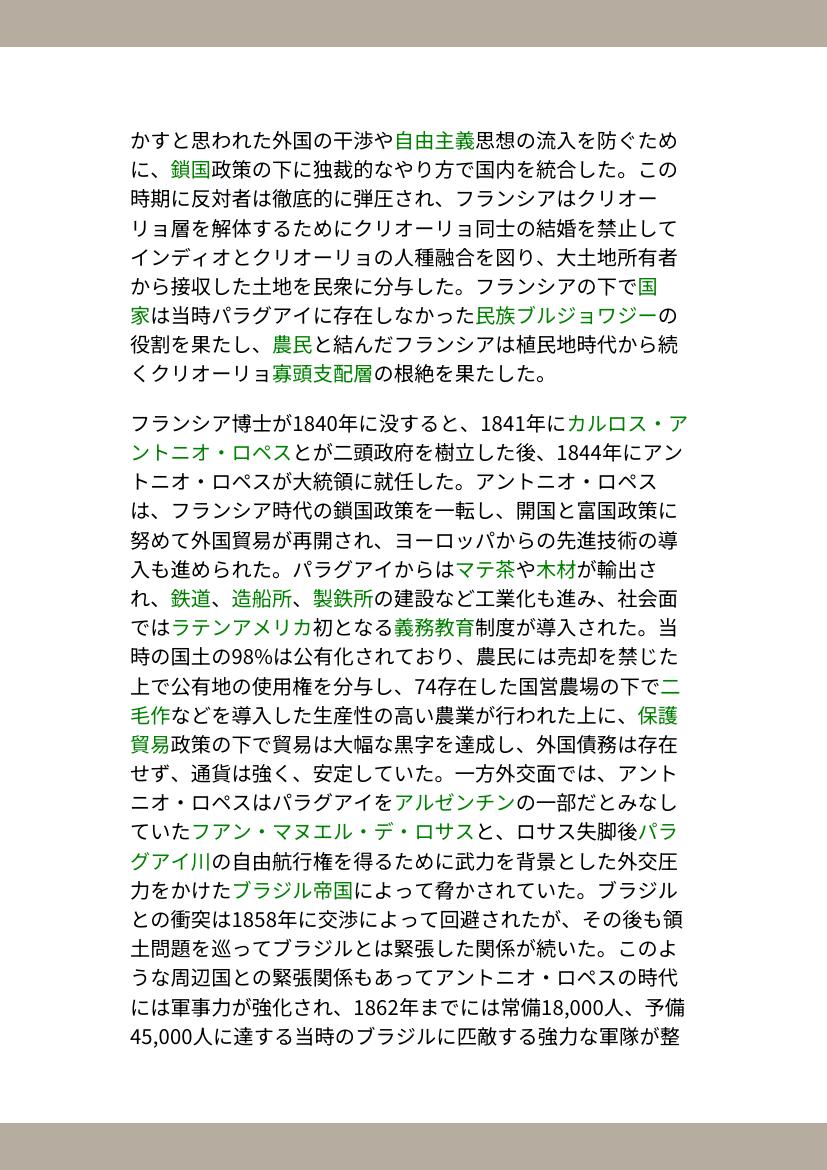 かすと思われた外国の干渉や自由主義思想の流入を防ぐため
に、鎖国政策の下に独裁的なやり方で国内を統合した。この
時期に反対者は徹底的に弾圧され、フランシアはクリオー
リョ層を解体するためにクリオーリョ同士の結婚を禁止して
インディオとクリオーリョの人種融合を図り、大土地所有者
から接収した土地を民衆に分与した。フランシアの下で国
家は当時パラグアイに存在しなかった民族ブルジョワジーの
役割を果たし、農民と結んだフランシアは植民地時代から続
くクリオーリョ寡頭支配層の根絶を果たした。
フランシア博士が1840年に没すると、1841年にカルロス・ア
ントニオ・ロペスとが二頭政府を樹立した後、1844年にアン
トニオ・ロペスが大統領に就任した。アントニオ・ロペス
は、フランシア時代の鎖国政策を一転し、開国と富国政策に
努めて外国貿易が再開され、ヨーロッパからの先進技術の導
入も進められた。パラグアイからはマテ茶や木材が輸出さ
れ、鉄道、造船所、製鉄所の建設など工業化も進み、社会面
ではラテンアメリカ初となる義務教育制度が導入された。当
時の国土の98%は公有化されており、農民には売却を禁じた
上で公有地の使用権を分与し、74存在した国営農場の下で二
毛作などを導入した生産性の高い農業が行われた上に、保護
貿易政策の下で貿易は大幅な黒字を達成し、外国債務は存在
せず、通貨は強く、安定していた。一方外交面では、アント
ニオ・ロペスはパラグアイをアルゼンチンの一部だとみなし
ていたフアン・マヌエル・デ・ロサスと、ロサス失脚後パラ
グアイ川の自由航行権を得るために武力を背景とした外交圧
力をかけたブラジル帝国によって脅かされていた。ブラジル
との衝突は1858年に交渉によって回避されたが、その後も領
土問題を巡ってブラジルとは緊張した関係が続いた。このよ
うな周辺国との緊張関係もあってアントニオ・ロペスの時代
には軍事力が強化され、1862年までには常備18,000人、予備
45,000人に達する当時のブラジルに匹敵する強力な軍隊が整